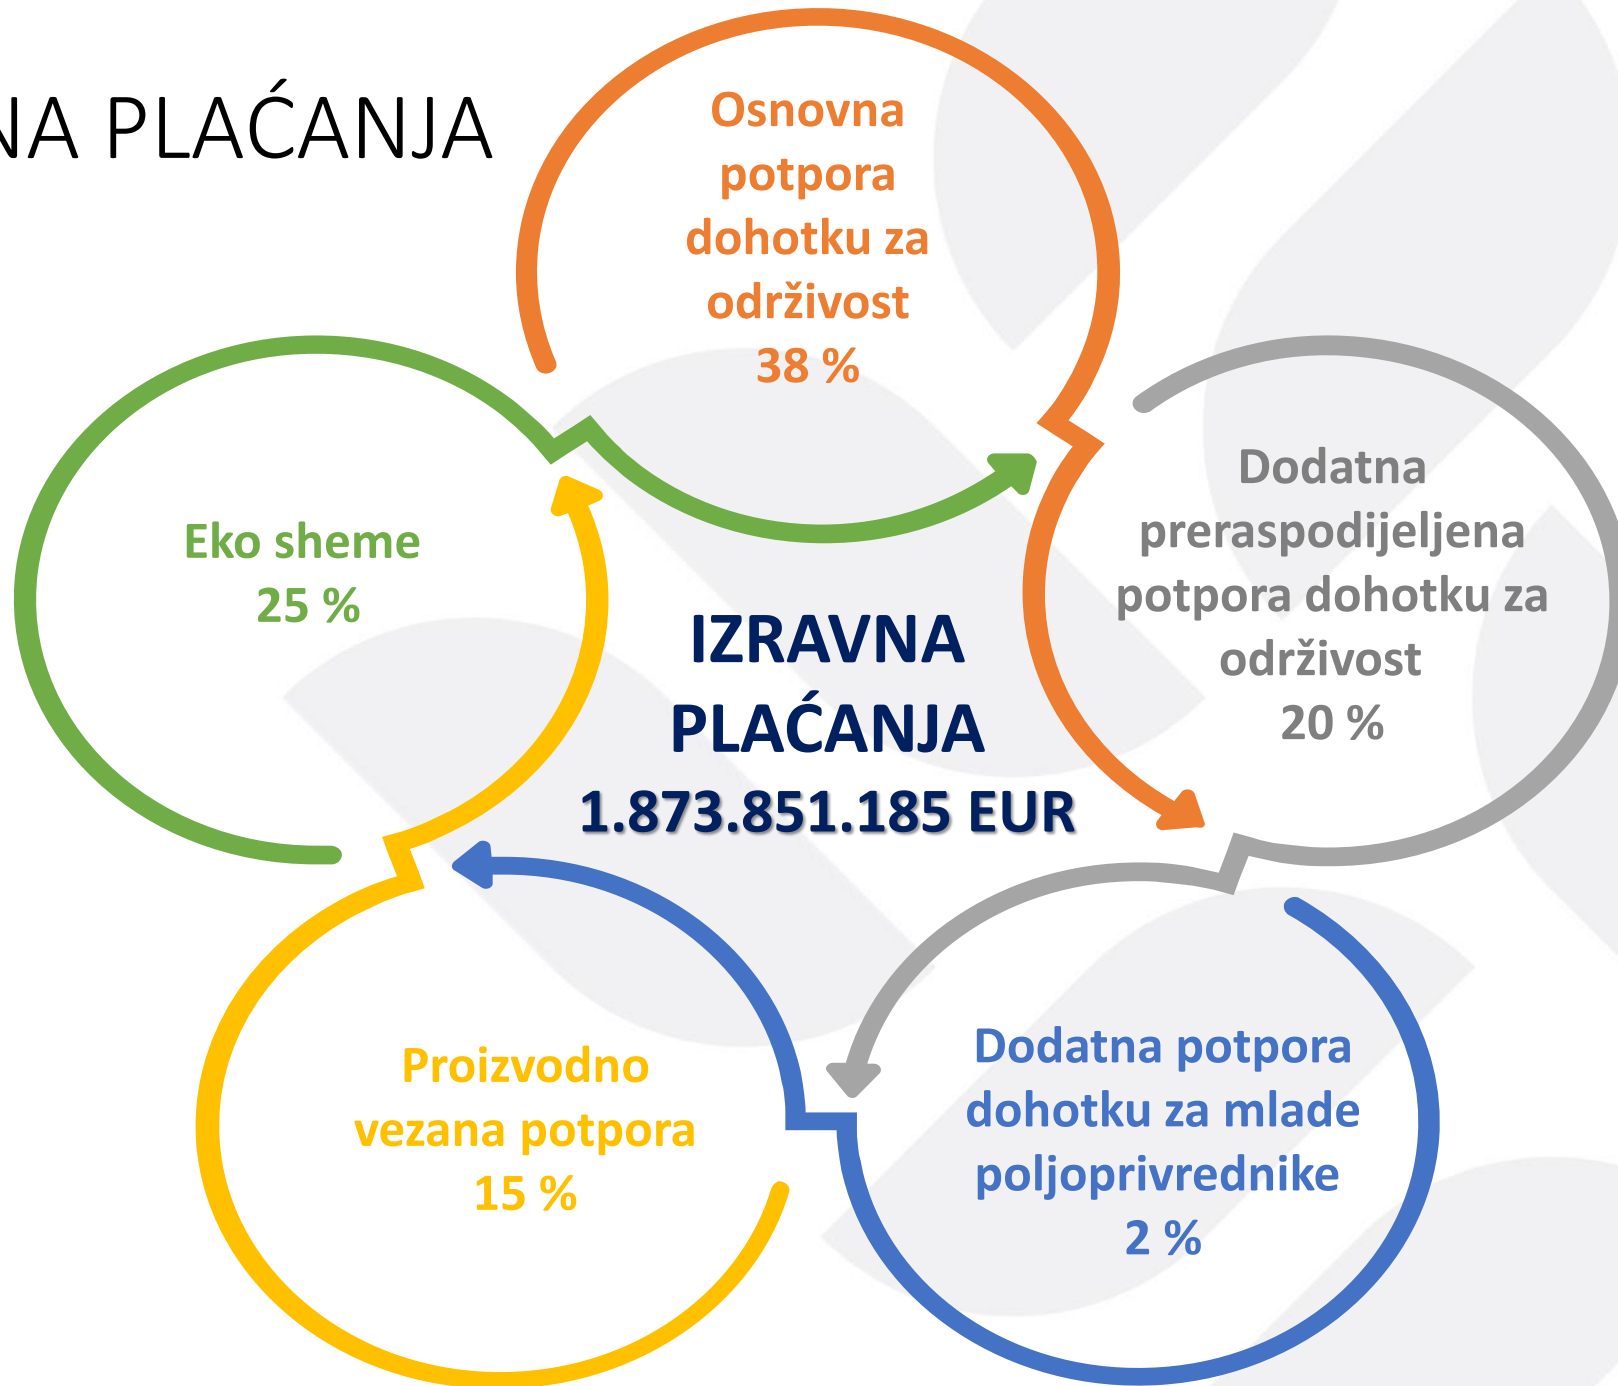 NA PLAĆANJA
Osnovna
potpora
dohotku za
održivost
38 %
Dodatna
preraspodijeljena
potpora dohotku za
održivost
20 %
Eko sheme
25 %
IZRAVNA
PLAĆANJA
1.873.851.185 EUR
Proizvodno
vezana potpora
15 %
Dodatna potpora
dohotku za mlade
poljoprivrednike
2 %